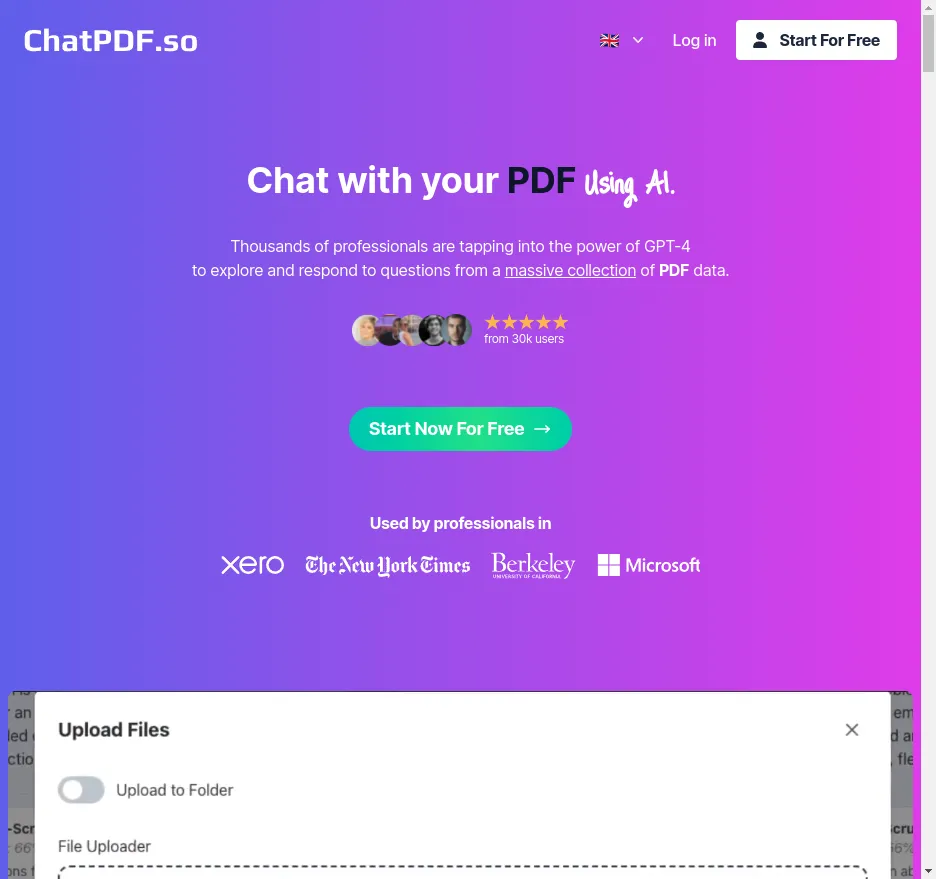 ChatPDF.so
Log in
Start For Free
Chat with your PDF Using AI.
Thousands of professionals are tapping into the power of GPT-4
to explore and respond to questions from a massive collection of PDF data.
from 30k users
Start Now For Free →
Used by professionals in
xero The New York Times Berkeley Microsoft
UNIVERSITY OF CALIFORNIA
Upload Files
Upload to Folder
File Uploader